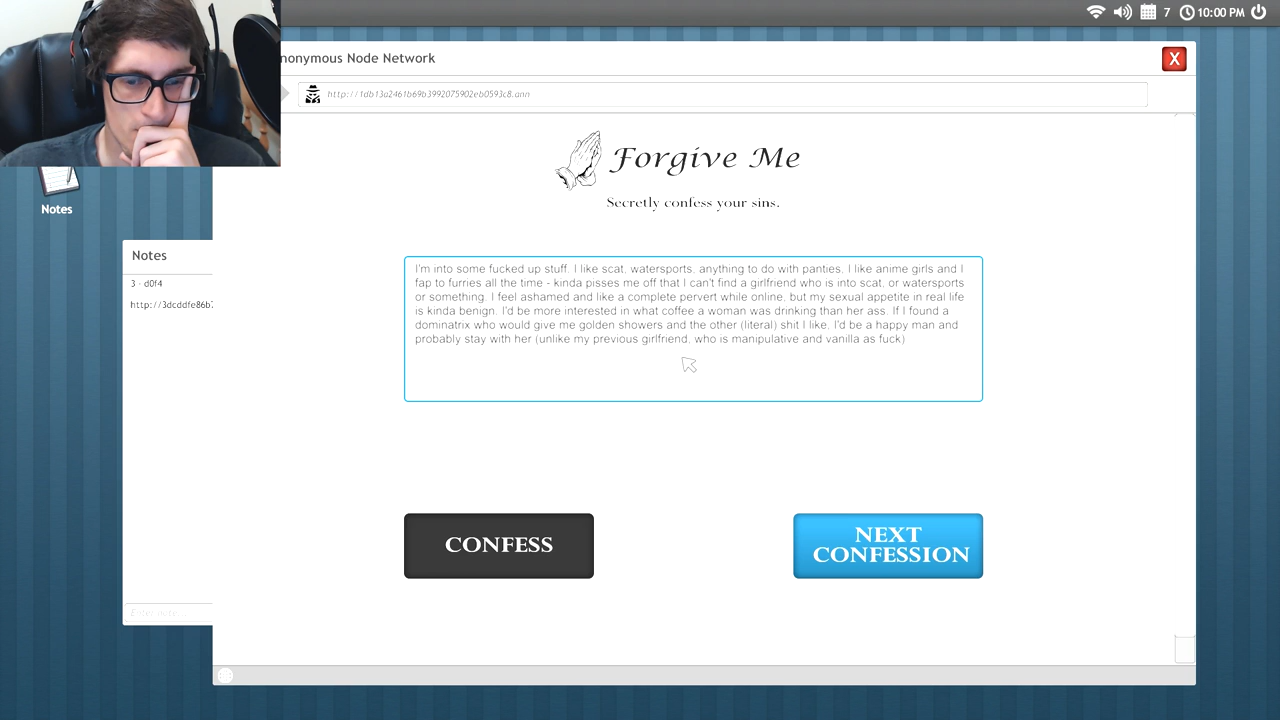 7 10:00 PM
nonymous Node Network
X
http://1db13a2461b69b3992075902eb0593c8.ann
Forgive Me
Secretly confess your sins.
Notes
Notes
3 - d0f4
http://3dcddfe86b
I'm into some fucked up stuff. I like scat, watersports, anything to do with panties, I like anime girls and I
fap to furries all the time - kinda pisses me off that I can't find a girlfriend who is into scat, or watersports
or something. I feel ashamed and like a complete pervert while online, but my sexual appetite in real life
is kinda benign. I'd be more interested in what coffee a woman was drinking than her ass. If I found a
dominatrix who would give me golden showers and the other (literal) shit I like, I'd be a happy man and
probably stay with her (unlike my previous girlfriend, who is manipulative and vanilla as fuck)
CONFESS
NEXT
CONFESSION
Enter note...